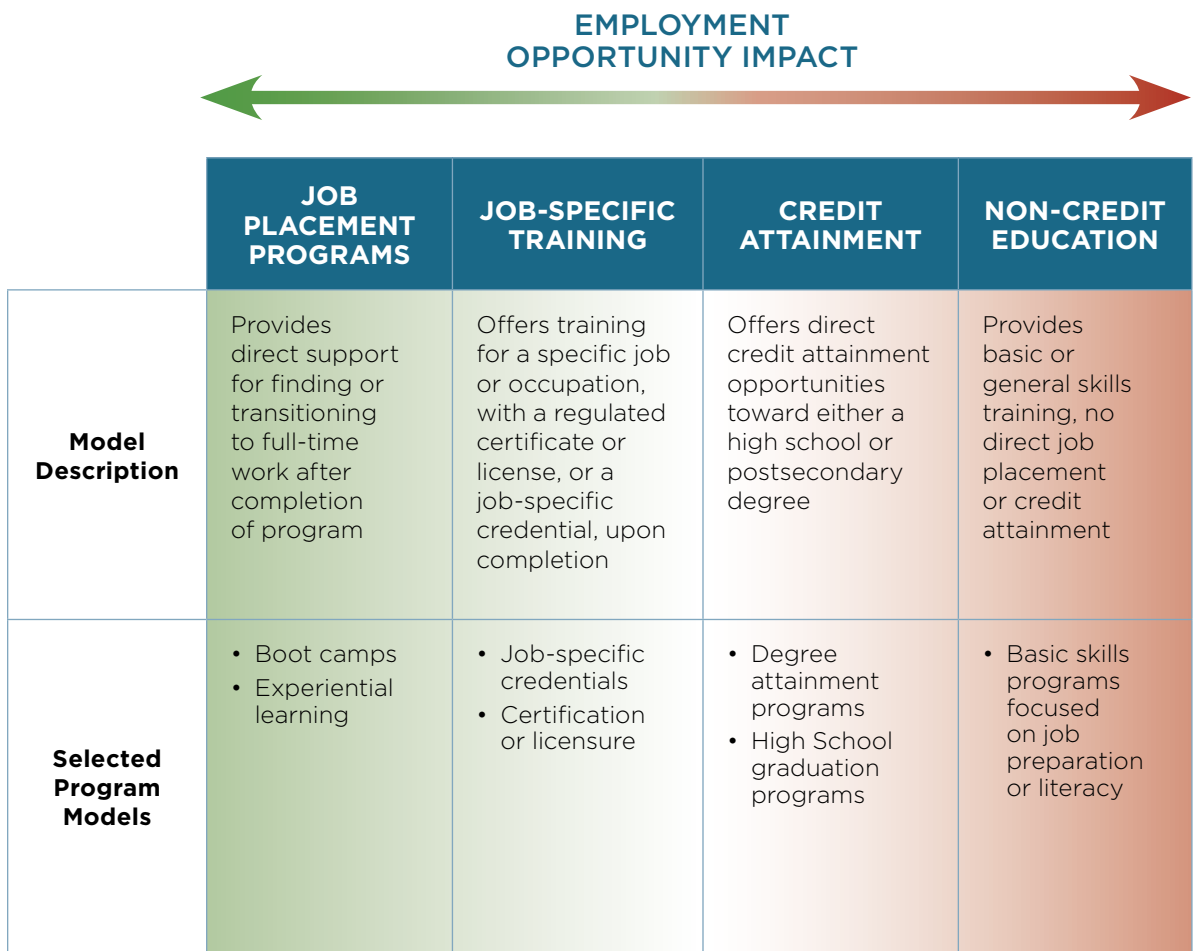 EMPLOYMENT
OPPORTUNITY IMPACT
JOB
PLACEMENT
PROGRAMS
JOB-SPECIFIC
TRAINING
CREDIT
ATTAINMENT
NON-CREDIT
EDUCATION
Model
Description
Provides
direct support
for finding or
transitioning
to full-time
work after
completion
of program
Offers training
for a specific job
or occupation,
with a regulated
certificate or
license, or a
job-specific
credential, upon
completion
Offers direct
credit attainment
opportunities
toward either a
high school or
postsecondary
degree
Provides
basic or
general skills
training, no
direct job
placement
or credit
attainment
Selected
Program
Models
• Boot camps
• Experiential
learning
• Job-specific
credentials
• Certification
or licensure
• Degree
attainment
programs
• High School
graduation
programs
• Basic skills
programs
focused
on job
preparation
or literacy